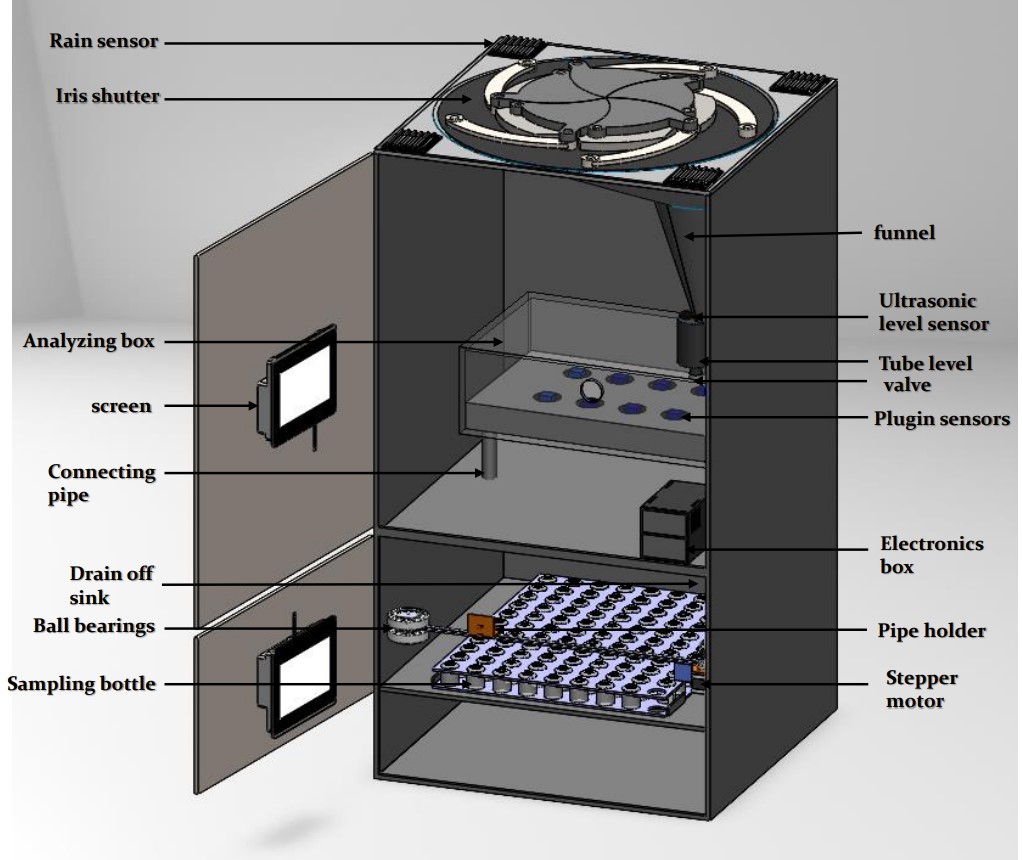 Rain sensor
Iris shutter
funnel
Ultrasonic
level sensor
Analyzing box
Tube level
valve
screen
Plugin sensors
Connecting
pipe
Electronics
box
Drain off
sink
Ball bearings
Pipe holder
Sampling bottle
Stepper
motor